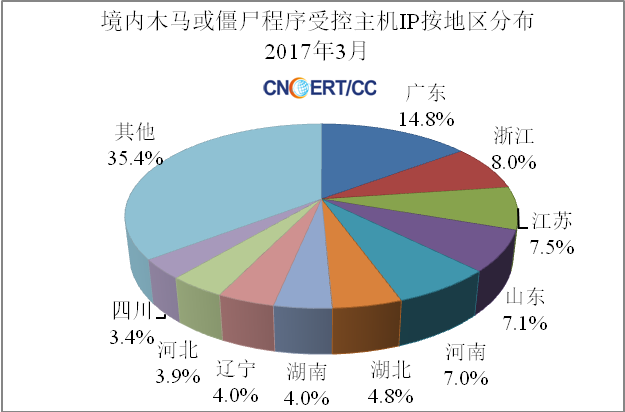 境内木马或僵尸程序受控主机IP按地区分布
2017年3月
CNCERT/CC
广东
14.8%
浙江
8.0%
江苏
7.5%
山东
7.1%
河南
7.0%
湖北
4.8%
湖南
4.0%
辽宁
4.0%
河北
3.9%
四川
3.4%
其他
35.4%